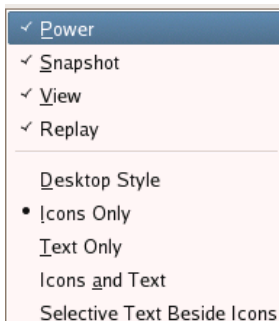 Power
Snapshot
View
Replay
Desktop Style
Icons Only
Text Only
Icons and Text
Selective Text Beside Icons